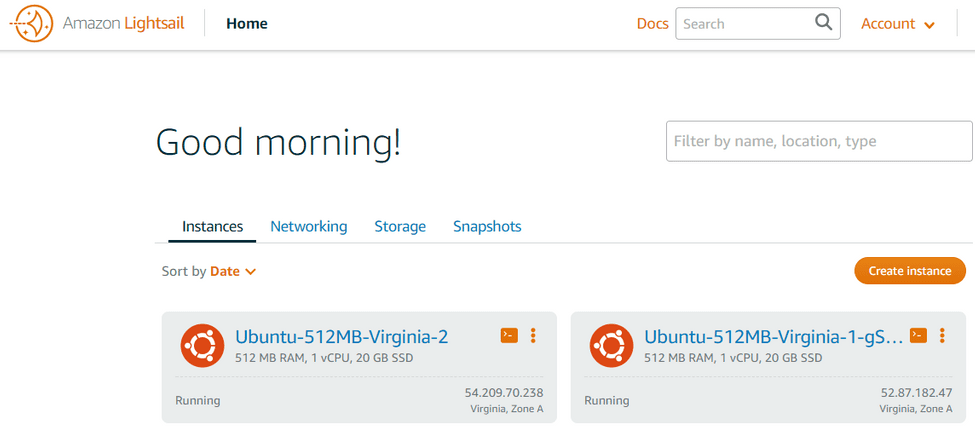 Amazon Lightsail Home Docs Search Account
Good morning!
Filter by name, location, type
Instances Networking Storage Snapshots
Sort by Date
Create instance
Ubuntu-512MB-Virginia-2
512 MB RAM, 1 vCPU, 20 GB SSD
Running
54.209.70.238
Virginia, Zone A
Ubuntu-512MB-Virginia-1-gS...
512 MB RAM, 1 vCPU, 20 GB SSD
Running
52.87.182.47
Virginia, Zone A